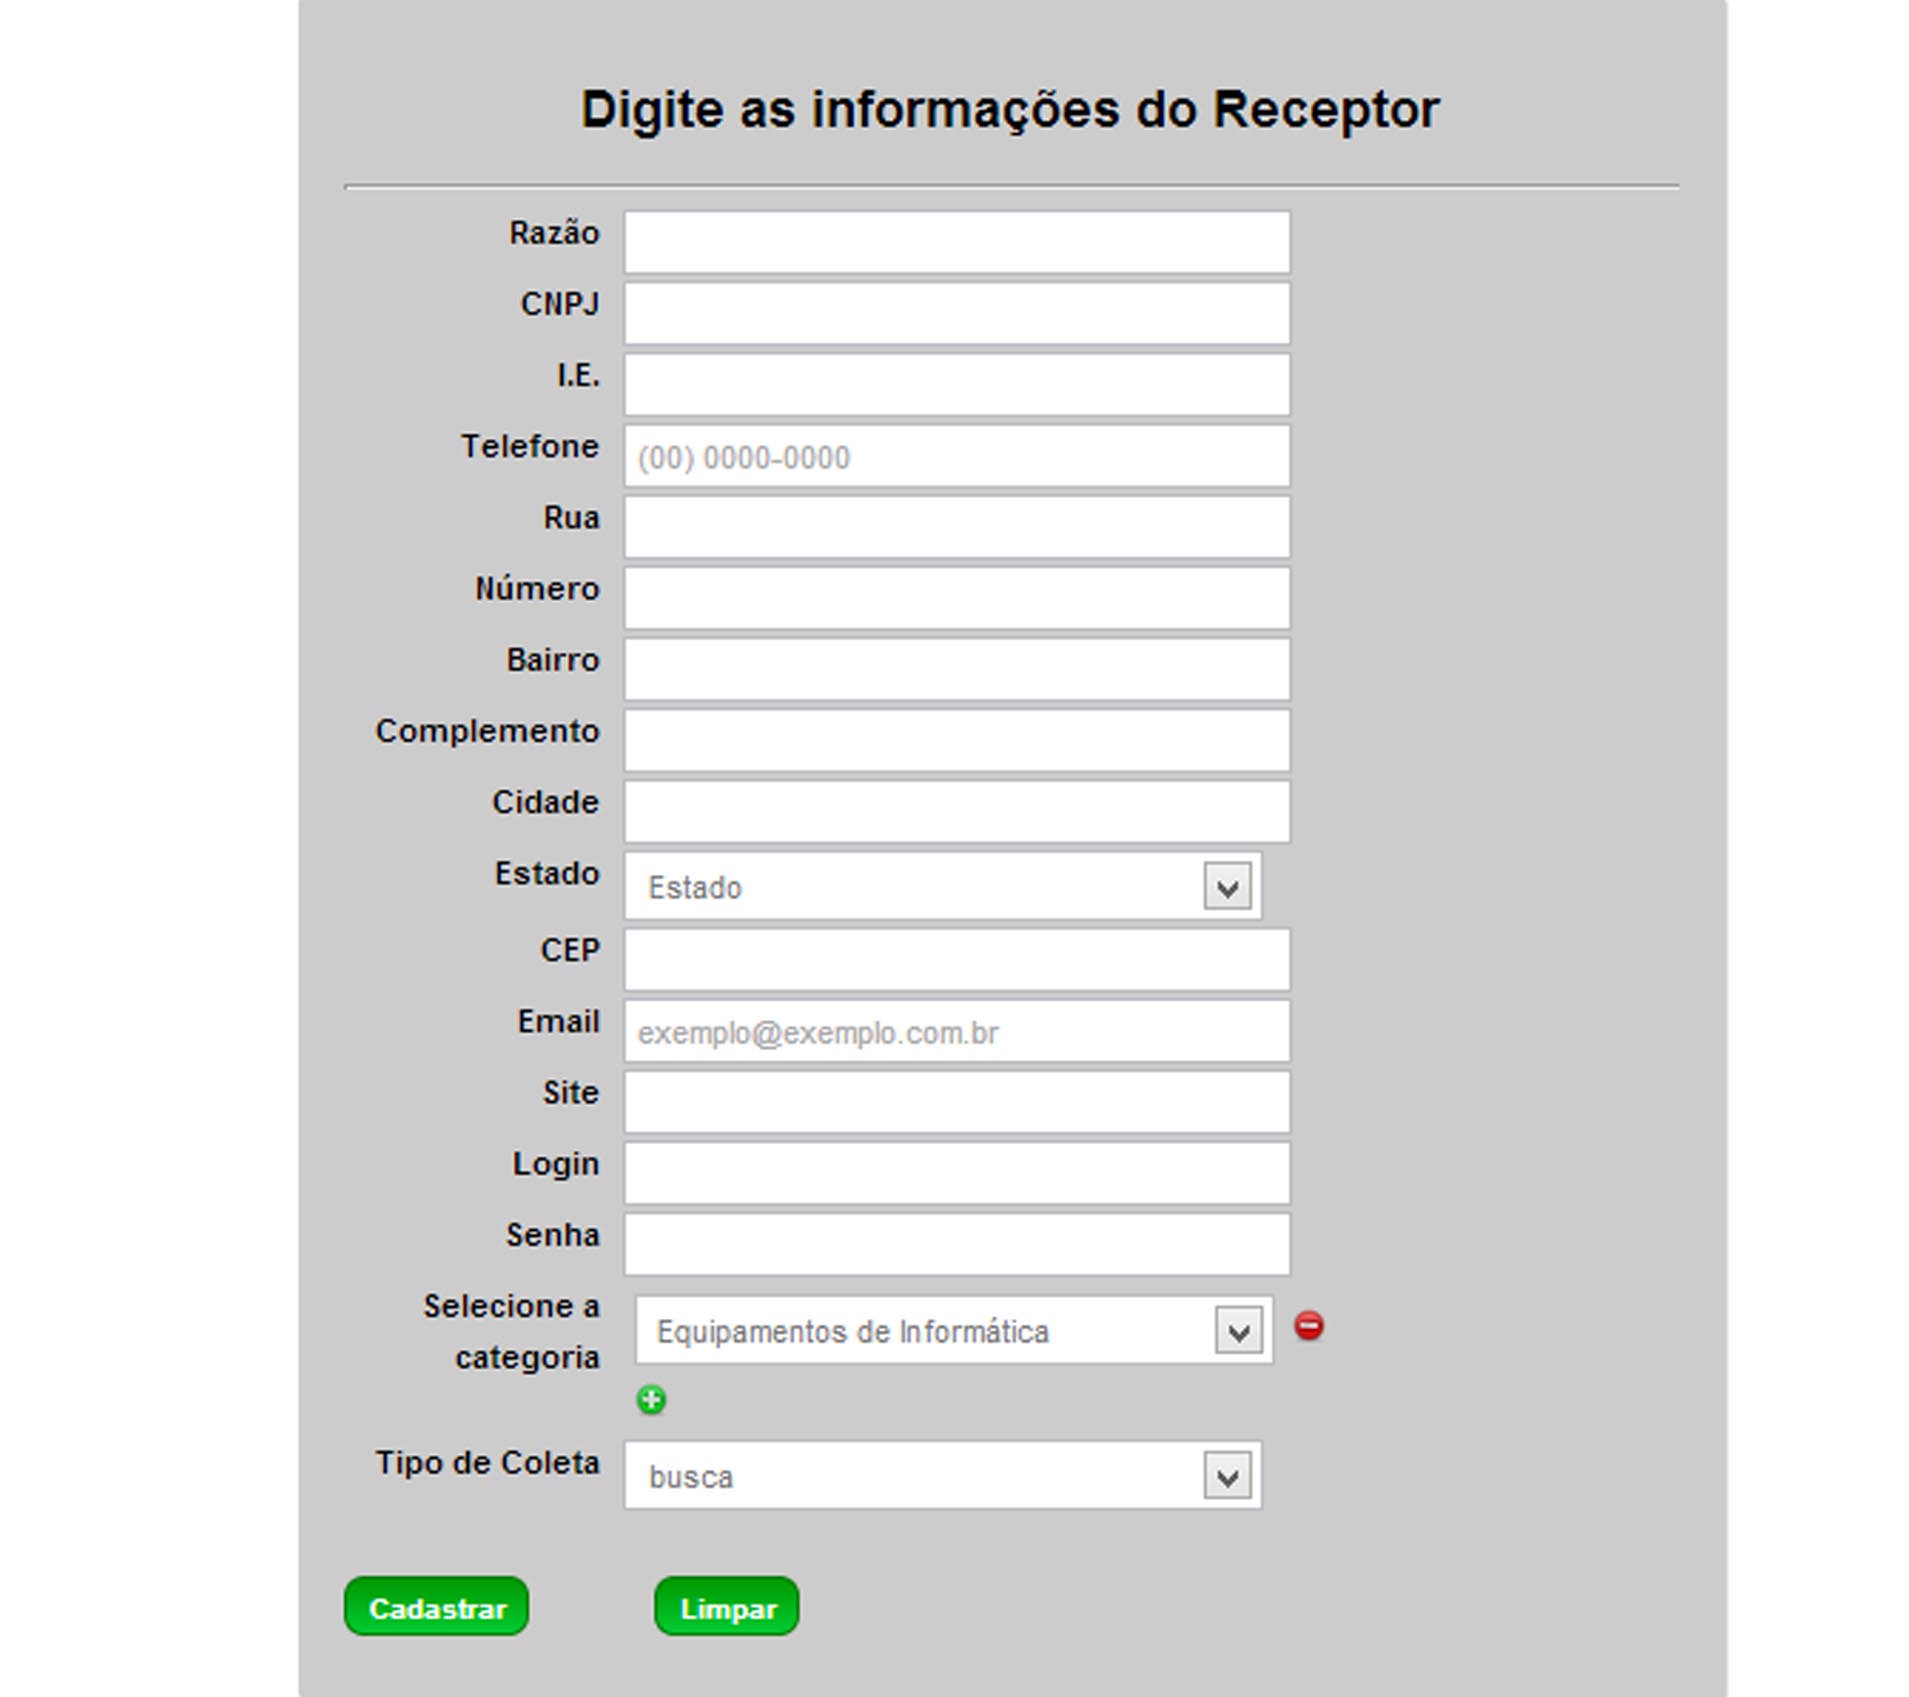 Digite as informações do Receptor
Razão
CNPJ
I.E.
Telefone (00) 0000-0000
Rua
Número
Bairro
Complemento
Cidade
Estado Estado
CEP
Email exemplo@exemplo.com.br
Site
Login
Senha
Selecione a categoria Equipamentos de Informática
Tipo de Coleta busca
Cadastrar Limpar